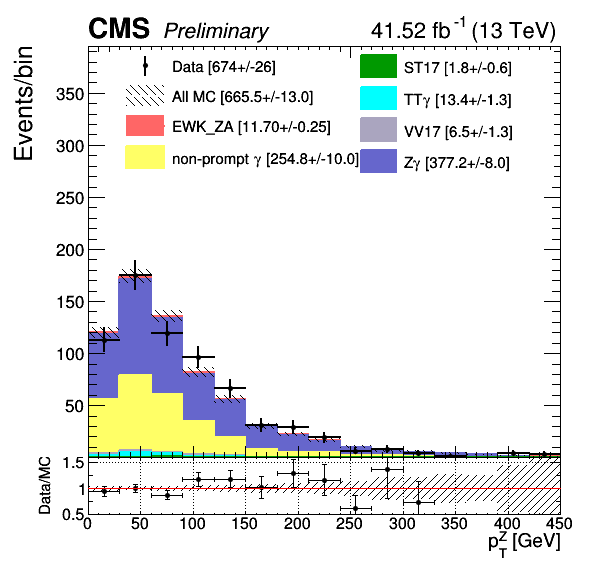 CMS Preliminary 41.52 fb⁻¹ (13 TeV)
Events/bin
Data [674+/-26]
All MC [665.5+/-13.0]
EWK_ZA [11.70+/-0.25]
non-prompt γ [254.8+/-10.0]
ST17 [1.8+/-0.6]
TTγ [13.4+/-1.3]
VV17 [6.5+/-1.3]
Zγ [377.2+/-8.0]
350
300
250
200
150
100
50
Data/MC
1.5
1
0.5
0 50 100 150 200 250 300 350 400 450
p_T^Z [GeV]